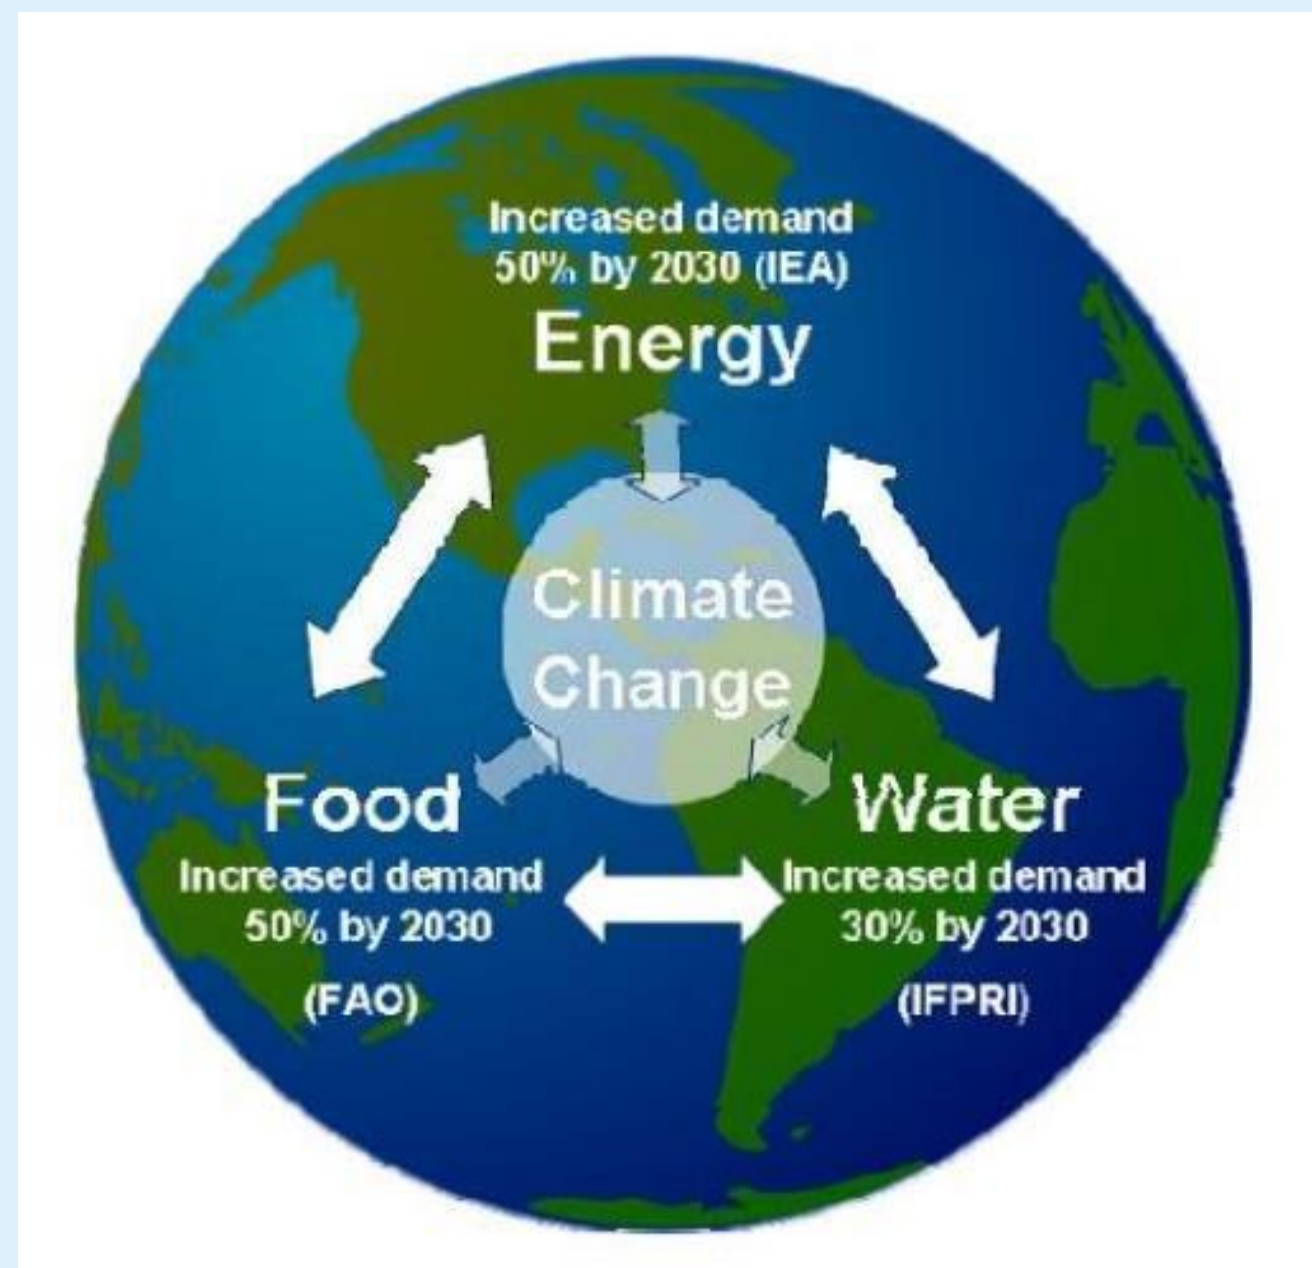 Increased demand
50% by 2030 (IEA)
Energy
Climate
Change
Food
Increased demand
50% by 2030
(FAO)
Water
Increased demand
30% by 2030
(IFPRI)